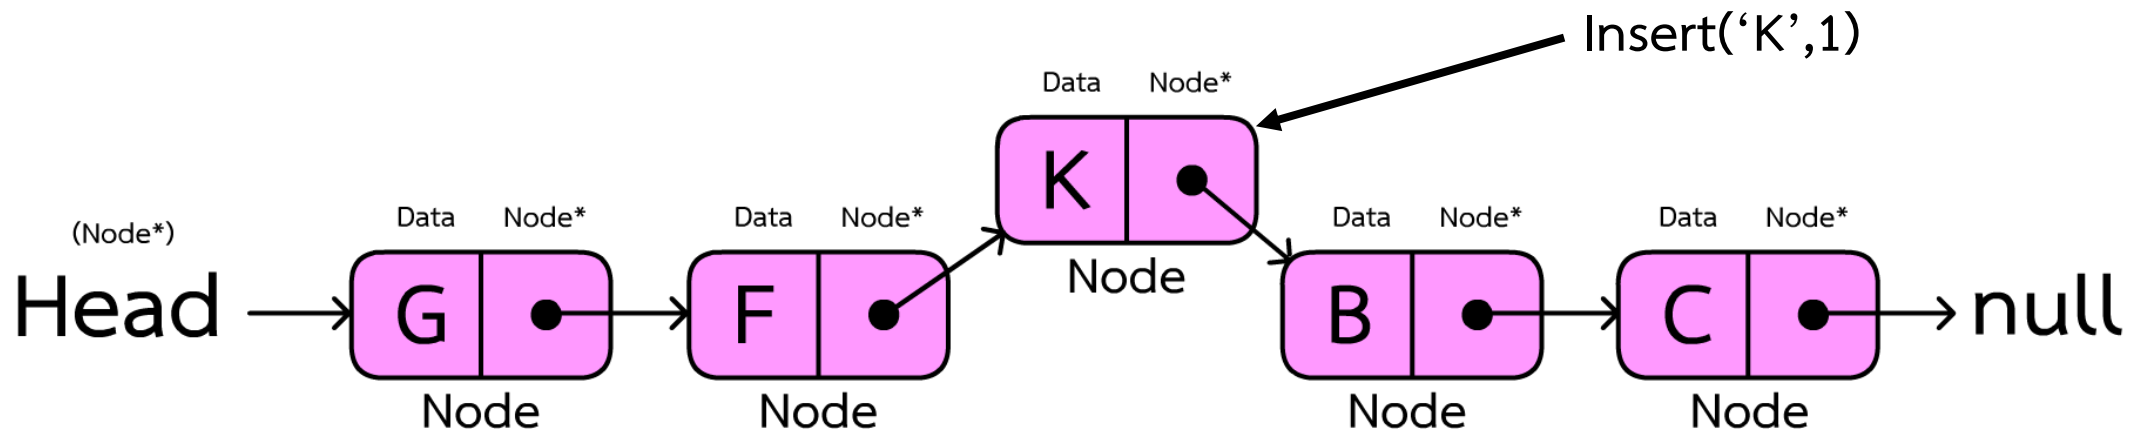 Insert(‘K’,1)
Data Node*
K
Node
(Node*)
Head
Data Node*
G
Node
Data Node*
F
Node
Data Node*
B
Node
Data Node*
C
Node
null